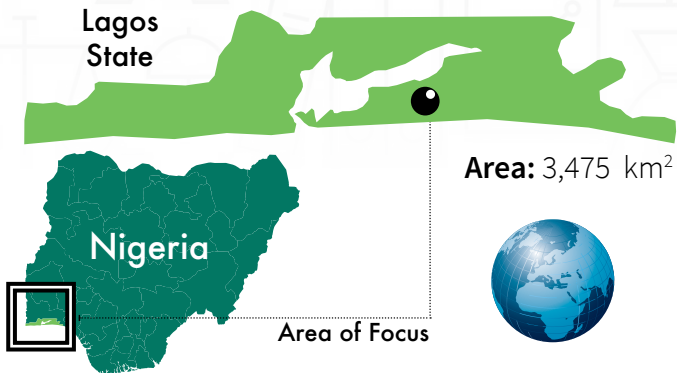 Lagos
State
Area: 3,475 km²
Nigeria
Area of Focus